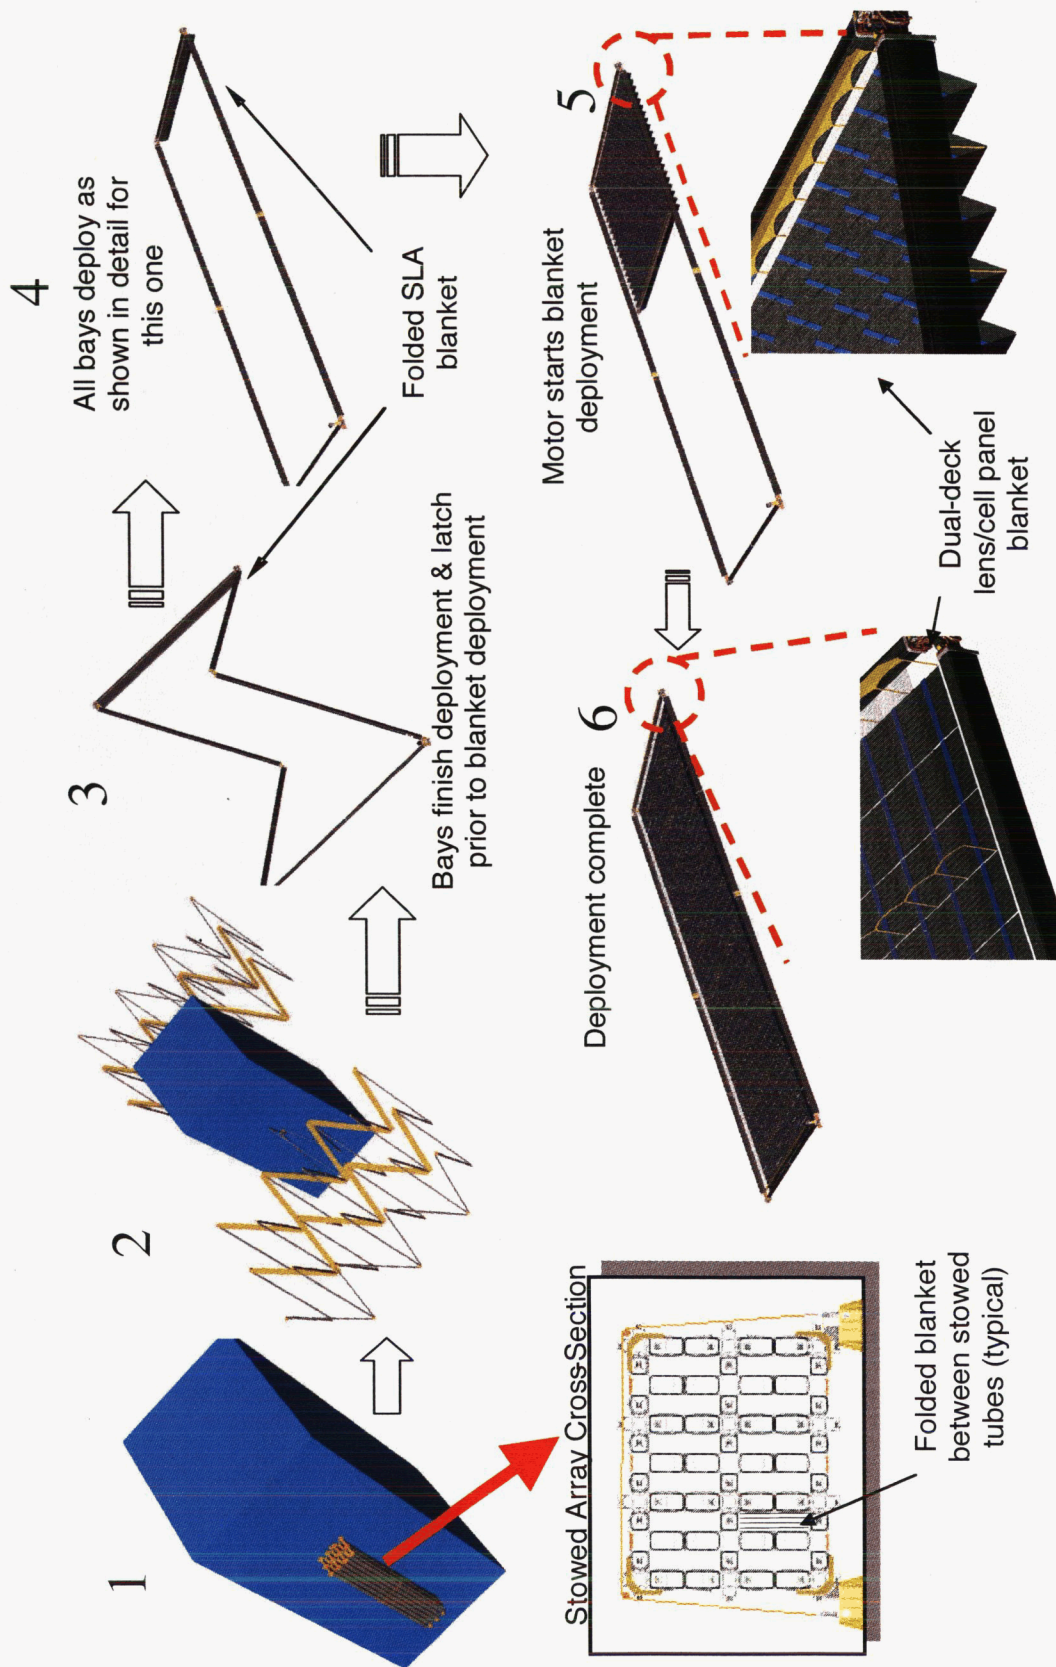 1
2
3
4
All bays deploy as
shown in detail for
this one
Folded SLA
blanket
Bays finish deployment & latch
prior to blanket deployment
Stowed Array Cross-Section
Folded blanket
between stowed
tubes (typical)
6
Deployment complete
5
Motor starts blanket
deployment
Dual-deck
lens/cell panel
blanket